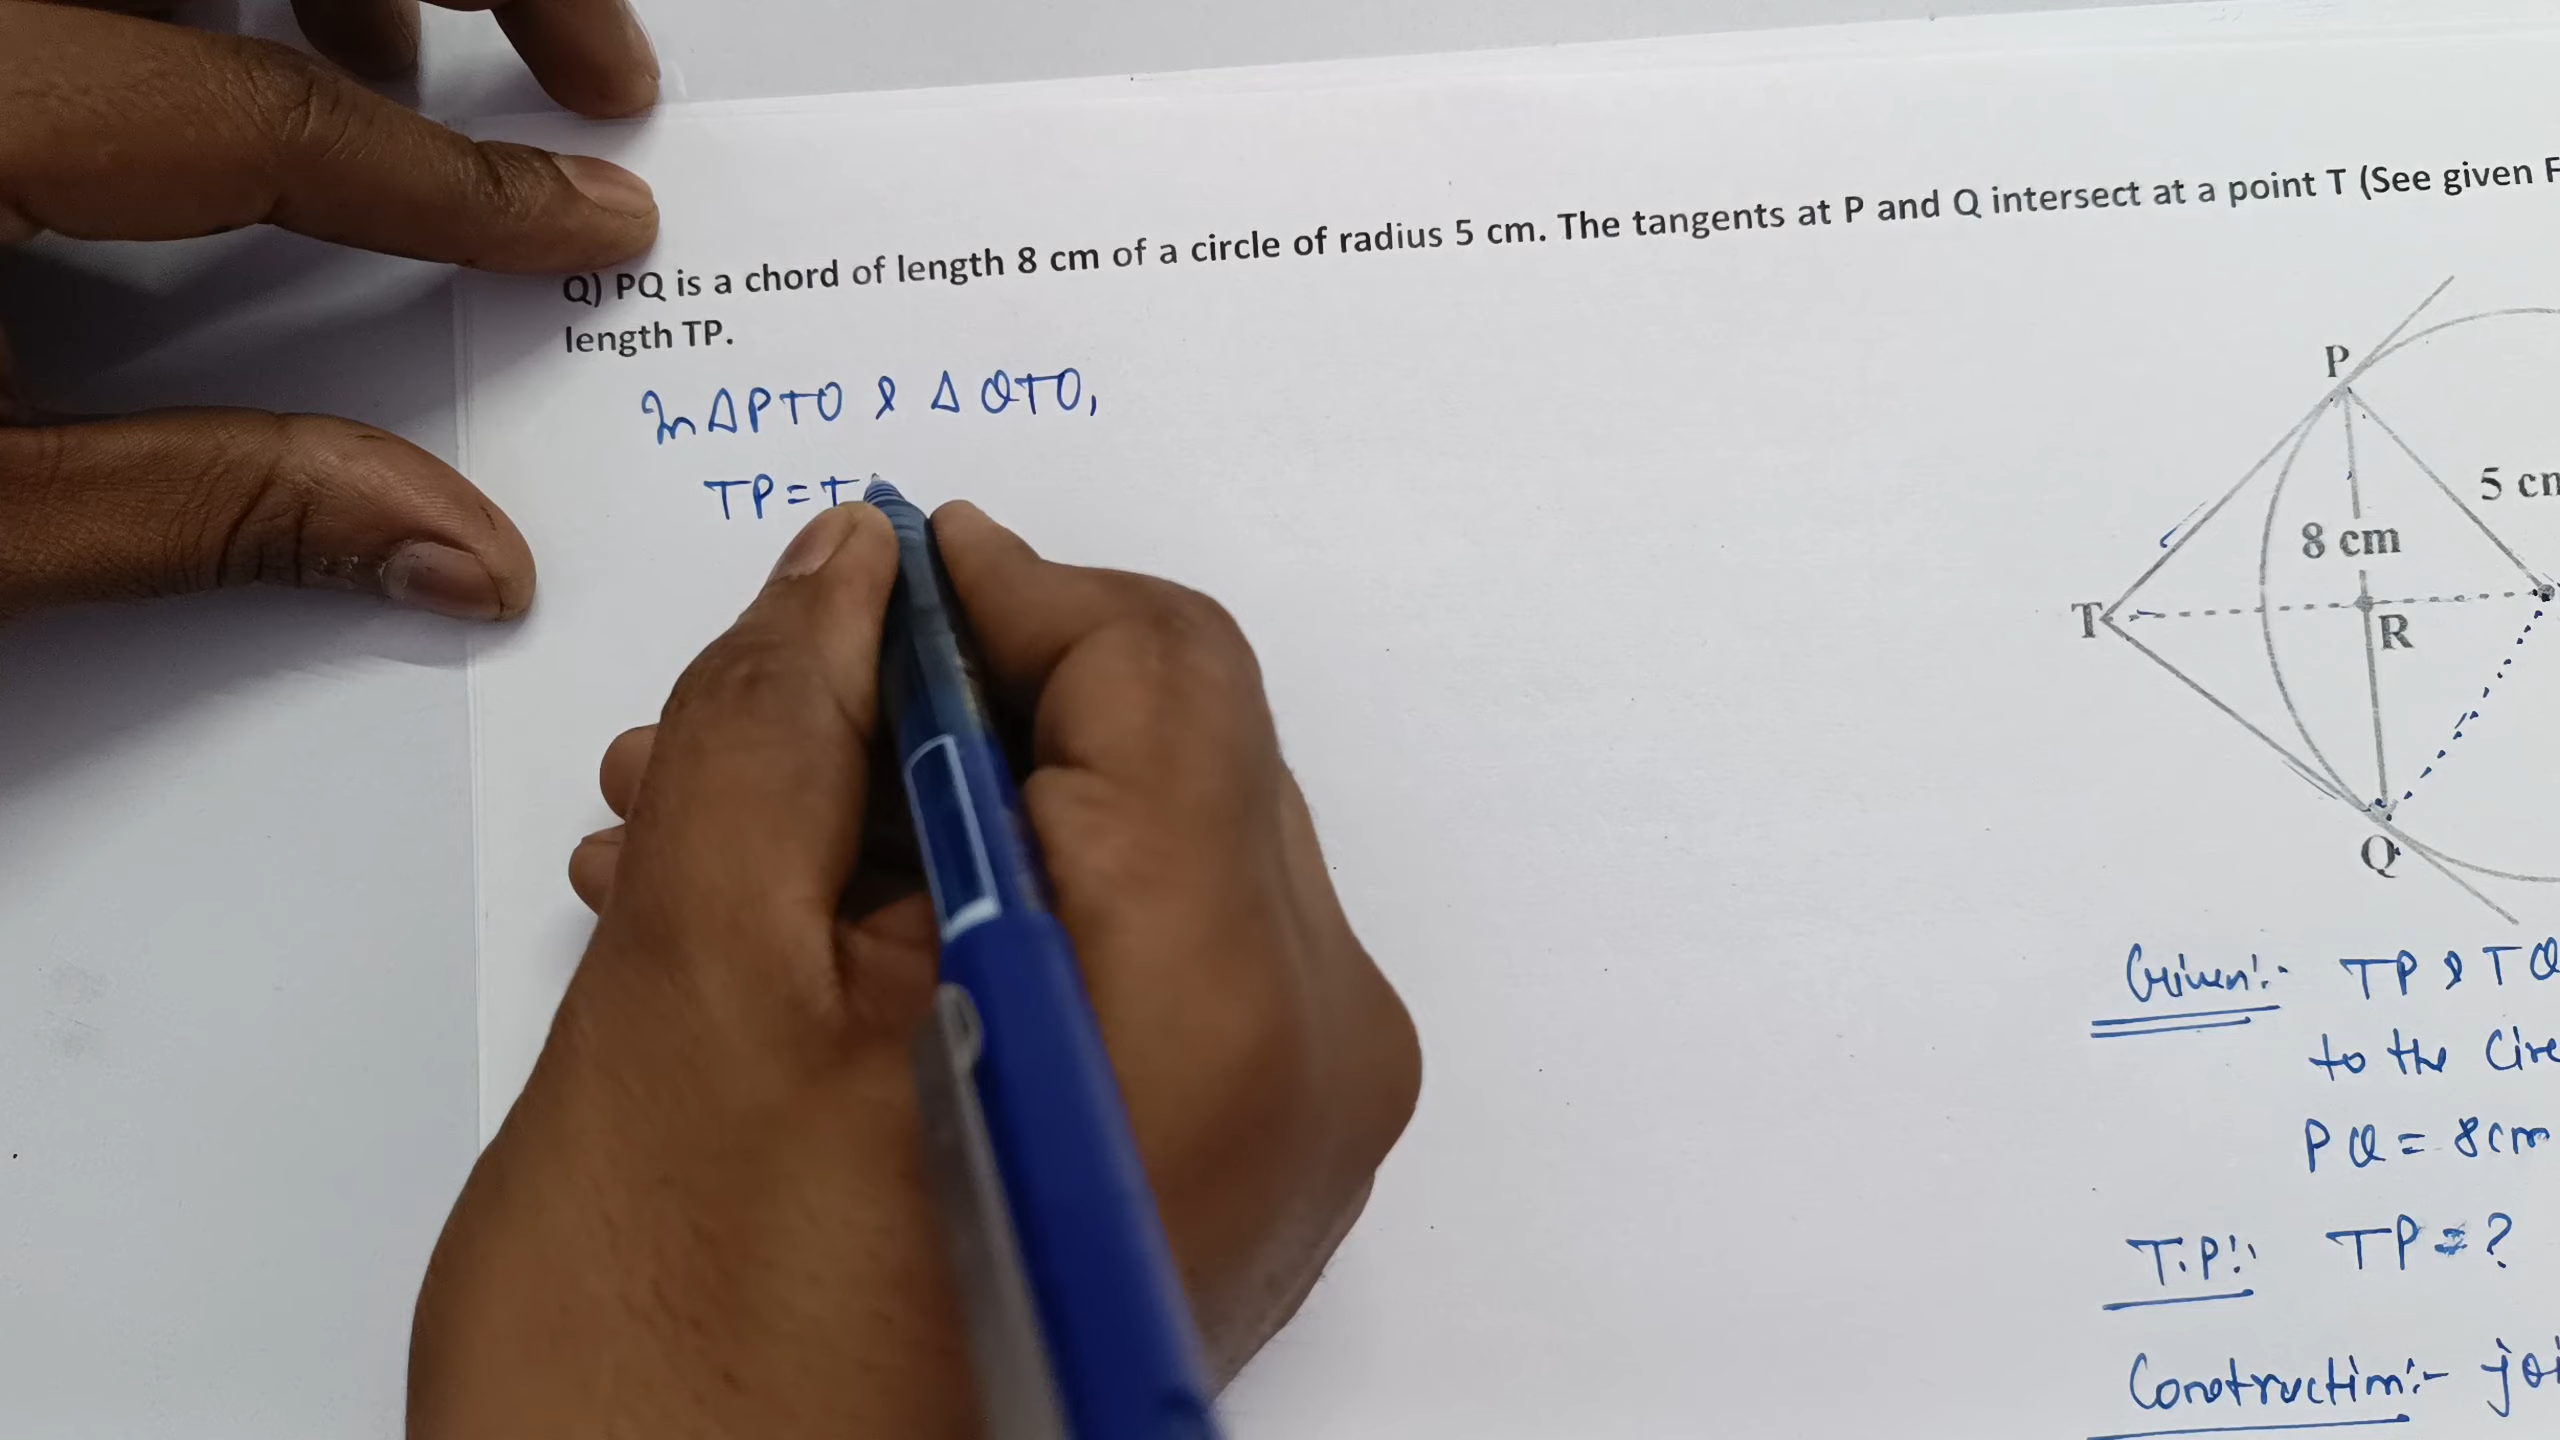 Q) PQ is a chord of length 8 cm of a circle of radius 5 cm. The tangents at P and Q intersect at a point T (See given
length TP.
In ΔPTO & Δ QTO,
TP = T
P
5 cm
8 cm
T
R
Q
Given:- TP & TQ
to the
PQ = 8cm
T.P:- TP = ?
Construction:-